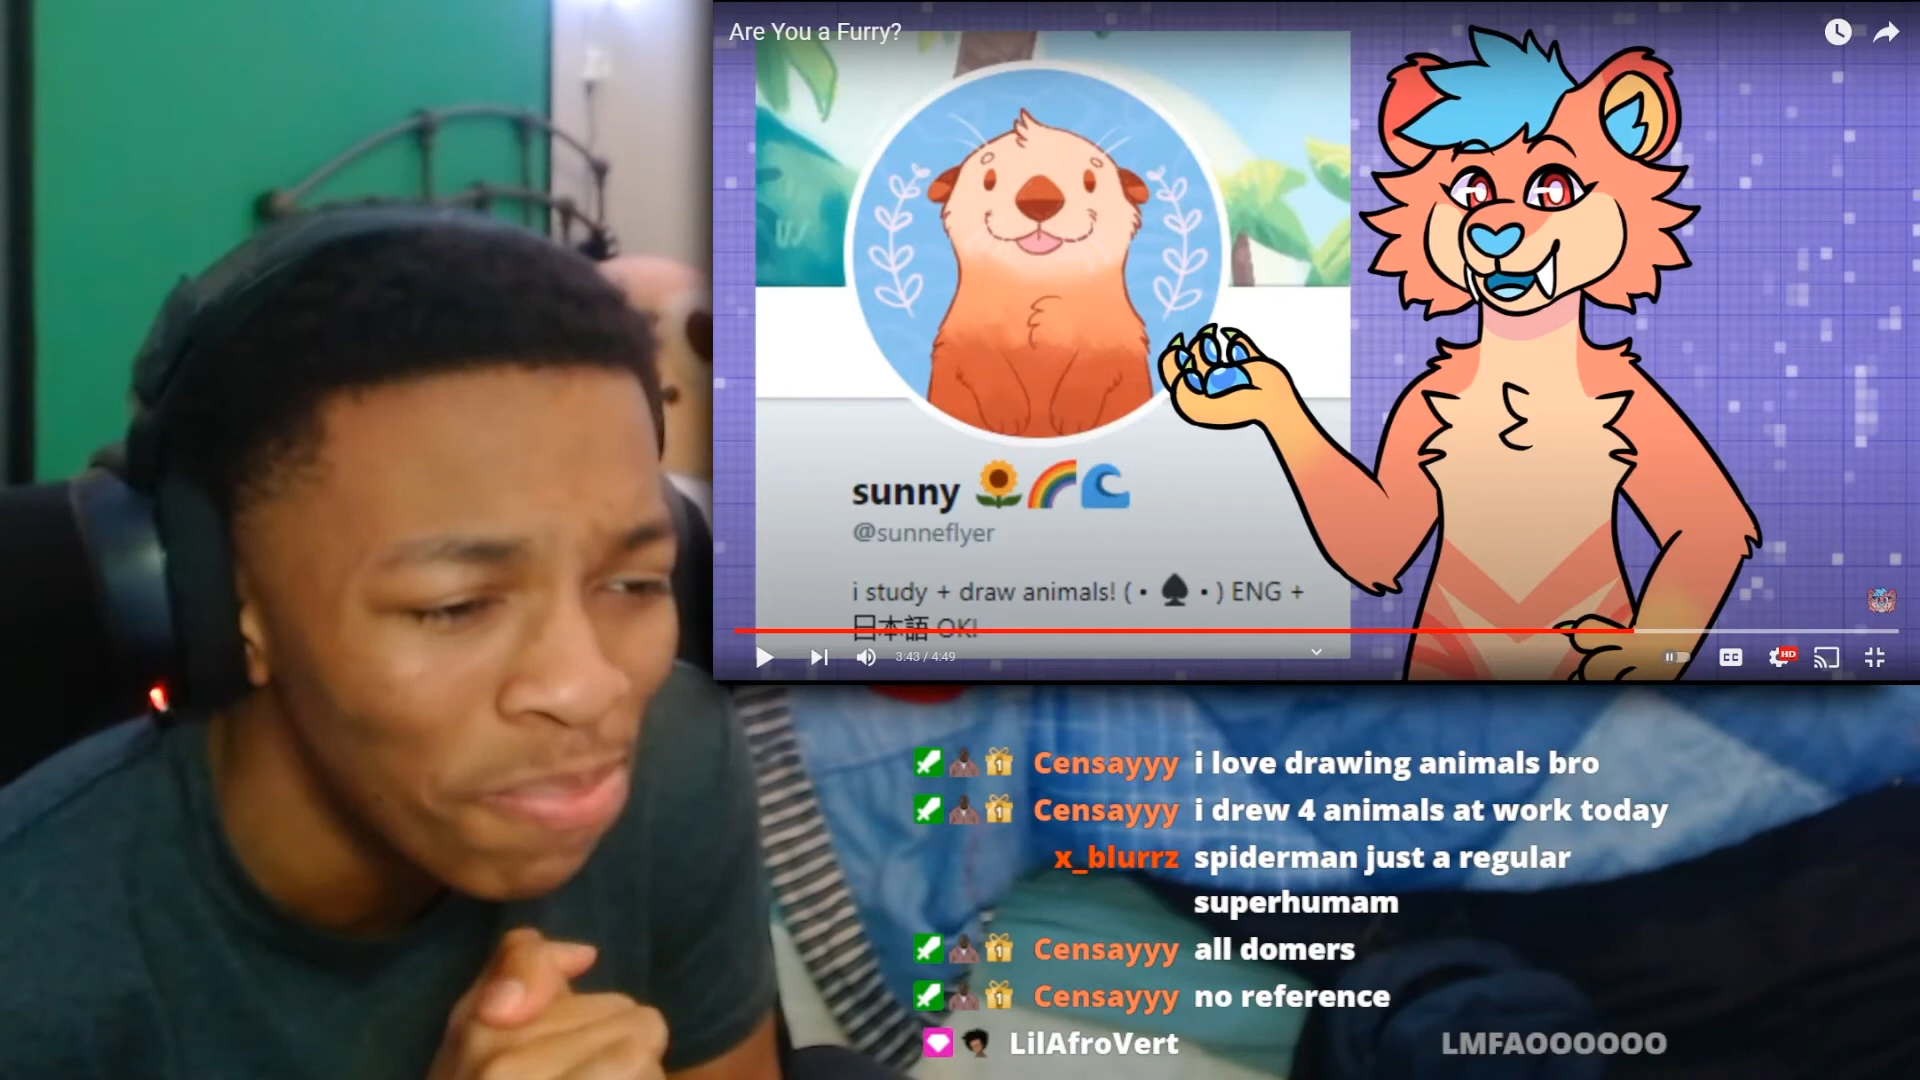 Are You a Furry?
sunny 🌻🌈🌊
@sunneflyer
i study + draw animals! ( • ♠ • ) ENG +
日本語 OK!
3:43 / 4:49
CC
HD
Censayyy i love drawing animals bro
Censayyy i drew 4 animals at work today
x_blurrz spiderman just a regular
superhumam
Censayyy all domers
Censayyy no reference
LilAfroVert LMFAOOOOOO